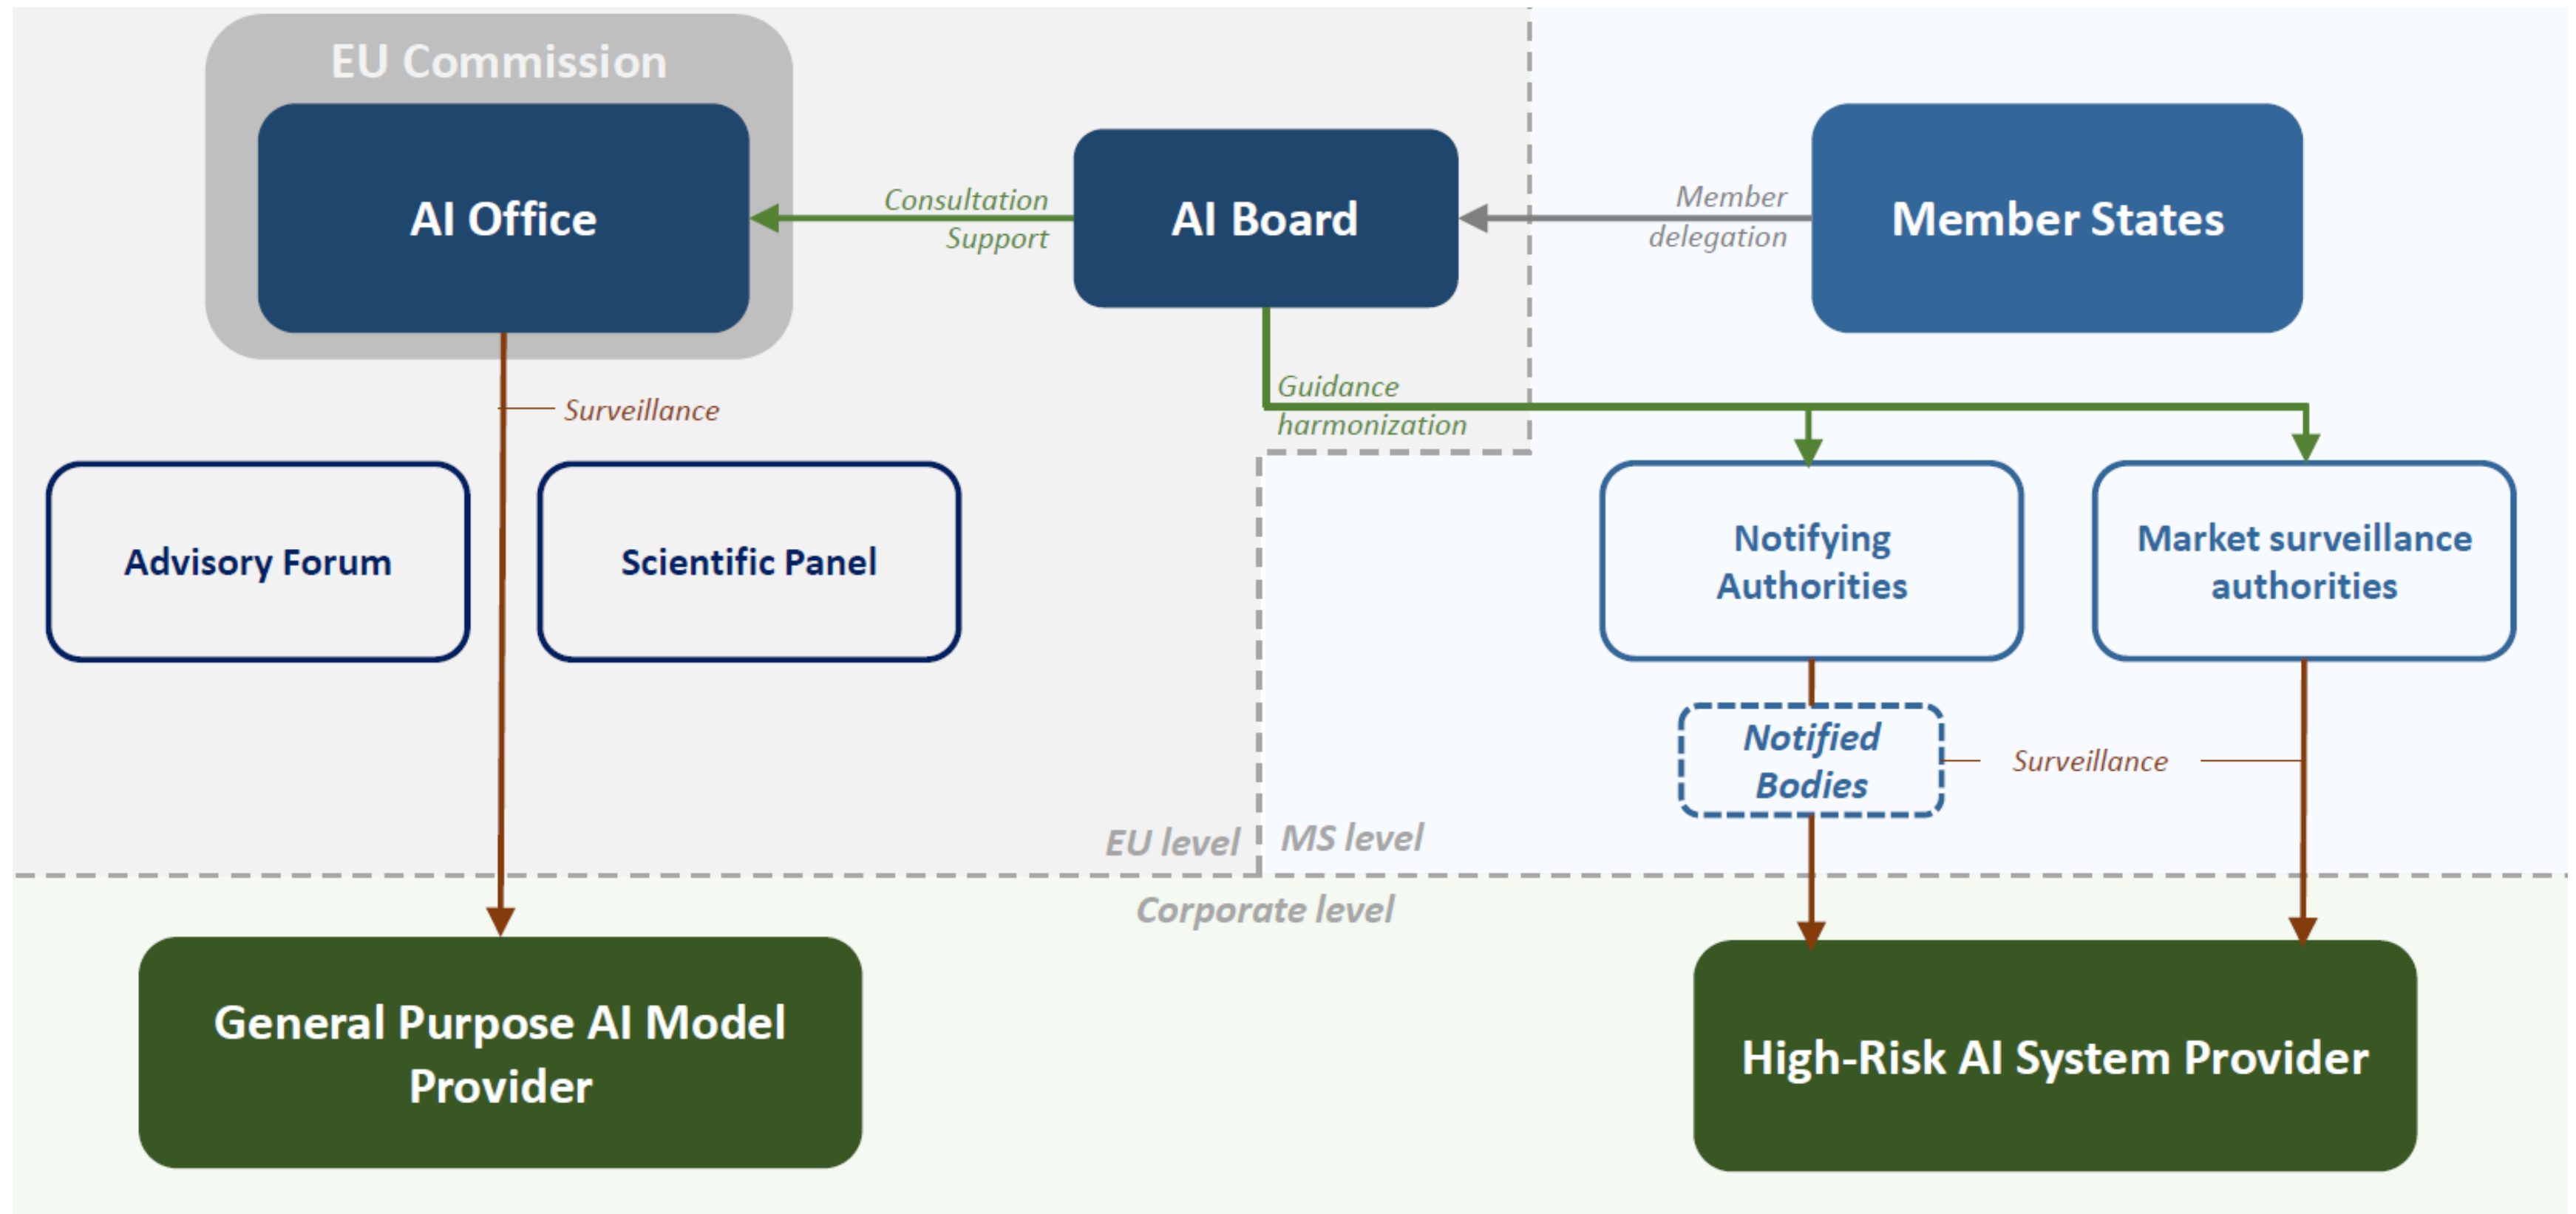 EU Commission
AI Office
Consultation
Support
AI Board
Member
delegation
Member States
Surveillance
Guidance
harmonization
Advisory Forum
Scientific Panel
Notifying
Authorities
Market surveillance
authorities
Notified
Bodies
Surveillance
EU level
MS level
Corporate level
General Purpose AI Model
Provider
High-Risk AI System Provider